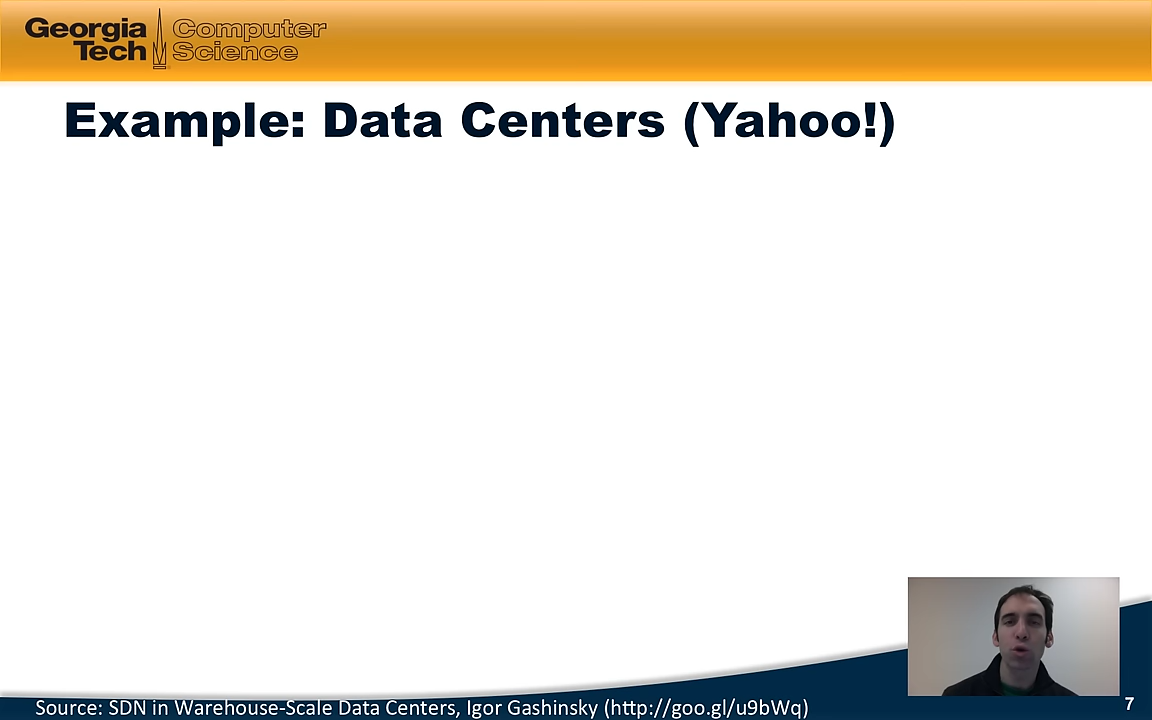 Georgia Tech
Computer Science
Example: Data Centers (Yahoo!)
Source: SDN in Warehouse-Scale Data Centers, Igor Gashinsky (http://goo.gl/u9bWq)
7